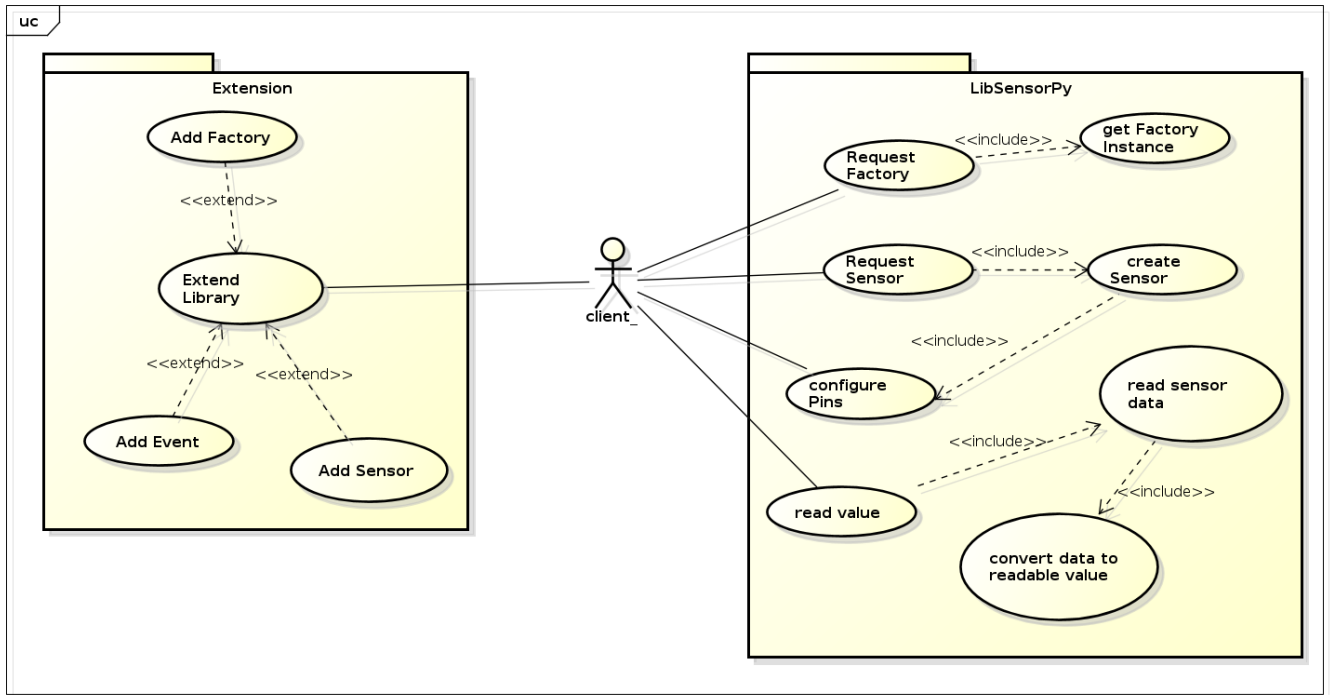 uc
Extension
Add Factory
<<extend>>
Extend
Library
<<extend>>
<<extend>>
Add Event
Add Sensor
client_
LibSensorPy
Request
Factory
<<include>>
get Factory
Instance
Request
Sensor
<<include>>
create
Sensor
<<include>>
configure
Pins
read sensor
data
<<include>>
read value
<<include>>
convert data to
readable value